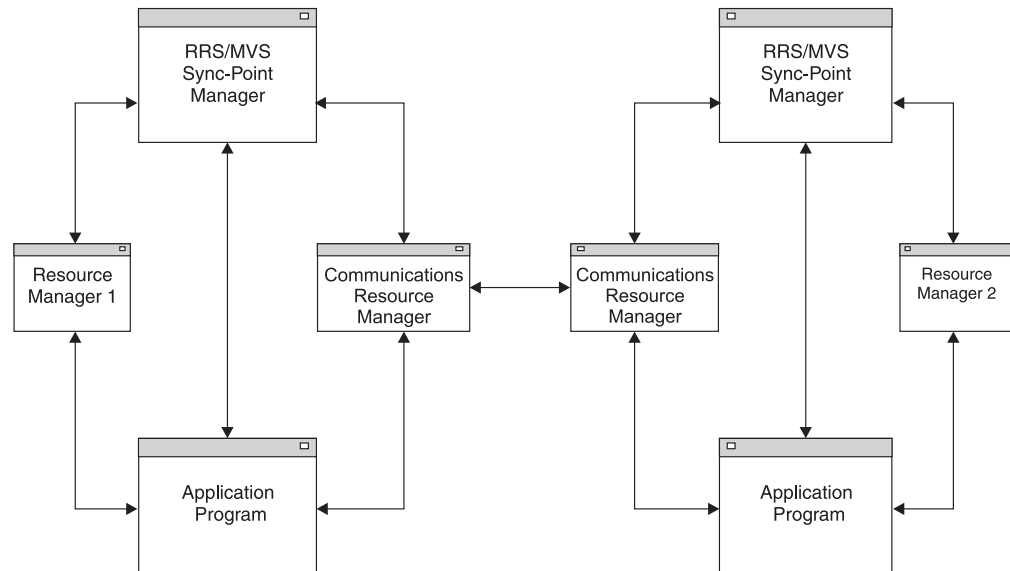 RRS/MVS
Sync-Point
Manager
RRS/MVS
Sync-Point
Manager
Resource
Manager 1
Communications
Resource
Manager
Communications
Resource
Manager
Resource
Manager 2
Application
Program
Application
Program